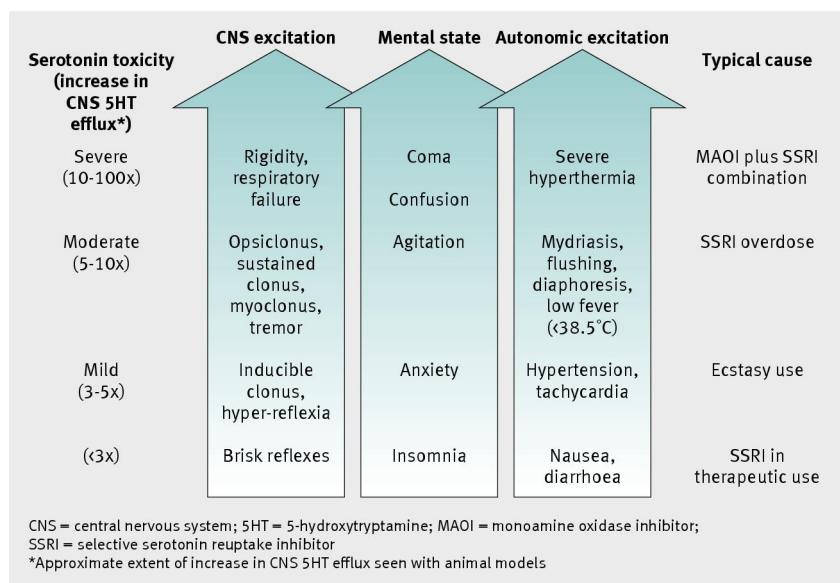 CNS excitation
Mental state
Autonomic excitation
Serotonin toxicity
(increase in
CNS 5HT
efflux*)
Typical cause
Severe
(10-100x)
Rigidity,
respiratory
failure
Coma
Confusion
Severe
hyperthermia
MAOI plus SSRI
combination
Moderate
(5-10x)
Opsiclonus,
sustained
clonus,
myoclonus,
tremor
Agitation
Mydriasis,
flushing,
diaphoresis,
low fever
(<38.5°C)
SSRI overdose
Mild
(3-5x)
Inducible
clonus,
hyper-reflexia
Anxiety
Hypertension,
tachycardia
Ecstasy use
(<3x)
Brisk reflexes
Insomnia
Nausea,
diarrhoea
SSRI in
therapeutic use
CNS = central nervous system; 5HT = 5-hydroxytryptamine; MAOI = monoamine oxidase inhibitor;
SSRI = selective serotonin reuptake inhibitor
*Approximate extent of increase in CNS 5HT efflux seen with animal models